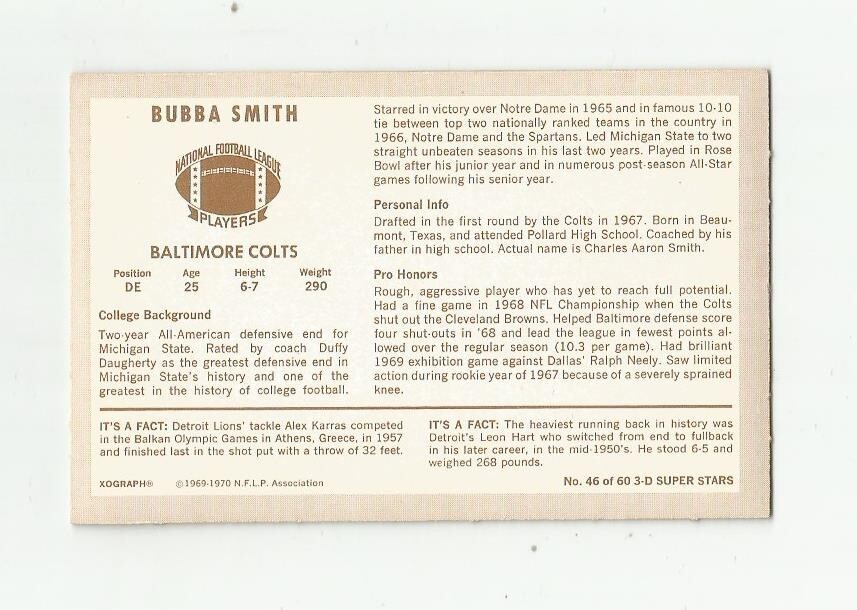 BUBBA SMITH
NATIONAL FOOTBALL LEAGUE
PLAYERS
BALTIMORE COLTS
Position Age Height Weight
DE 25 6-7 290
College Background
Two-year All-American defensive end for
Michigan State. Rated by coach Duffy
Daugherty as the greatest defensive end in
Michigan State's history and one of the
greatest in the history of college football.
Starred in victory over Notre Dame in 1965 and in famous 10-10
tie between top two nationally ranked teams in the country in
1966, Notre Dame and the Spartans. Led Michigan State to two
straight unbeaten seasons in his last two years. Played in Rose
Bowl after his junior year and in numerous post-season All-Star
games following his senior year.
Personal Info
Drafted in the first round by the Colts in 1967. Born in Beau-
mont, Texas, and attended Pollard High School. Coached by his
father in high school. Actual name is Charles Aaron Smith.
Pro Honors
Rough, aggressive player who has yet to reach full potential.
Had a fine game in 1968 NFL Championship when the Colts
shut out the Cleveland Browns. Helped Baltimore defense score
four shut-outs in '68 and lead the league in fewest points al-
lowed over the regular season (10.3 per game). Had brilliant
1969 exhibition game against Dallas' Ralph Neely. Saw limited
action during rookie year of 1967 because of a severely sprained
knee.
IT'S A FACT: Detroit Lions' tackle Alex Karras competed
in the Balkan Olympic Games in Athens, Greece, in 1957
and finished last in the shot put with a throw of 32 feet.
IT'S A FACT: The heaviest running back in history was
Detroit's Leon Hart who switched from end to fullback
in his later career, in the mid-1950's. He stood 6-5 and
weighed 268 pounds.
XOGRAPH® ©1969-1970 N.F.L.P. Association
No. 46 of 60 3-D SUPER STARS